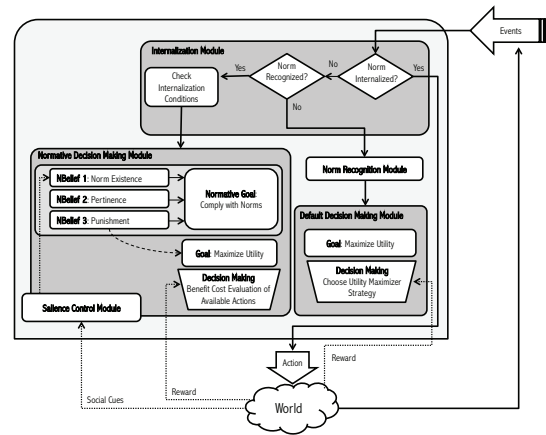 Events
Internalization Module
Norm
Recognized?
Norm
Internalized?
Yes
No
Yes
No
Check
Internalization
Conditions
Normative Decision Making Module
NBelief 1: Norm Existence
NBelief 2: Pertinence
NBelief 3: Punishment
Normative Goal:
Comply with Norms
Goal: Maximize Utility
Decision Making
Benefit Cost Evaluation of
Available Actions
Salience Control Module
Norm Recognition Module
Default Decision Making Module
Goal: Maximize Utility
Decision Making
Choose Utility Maximizer
Strategy
Action
Reward
Reward
Social Cues
World